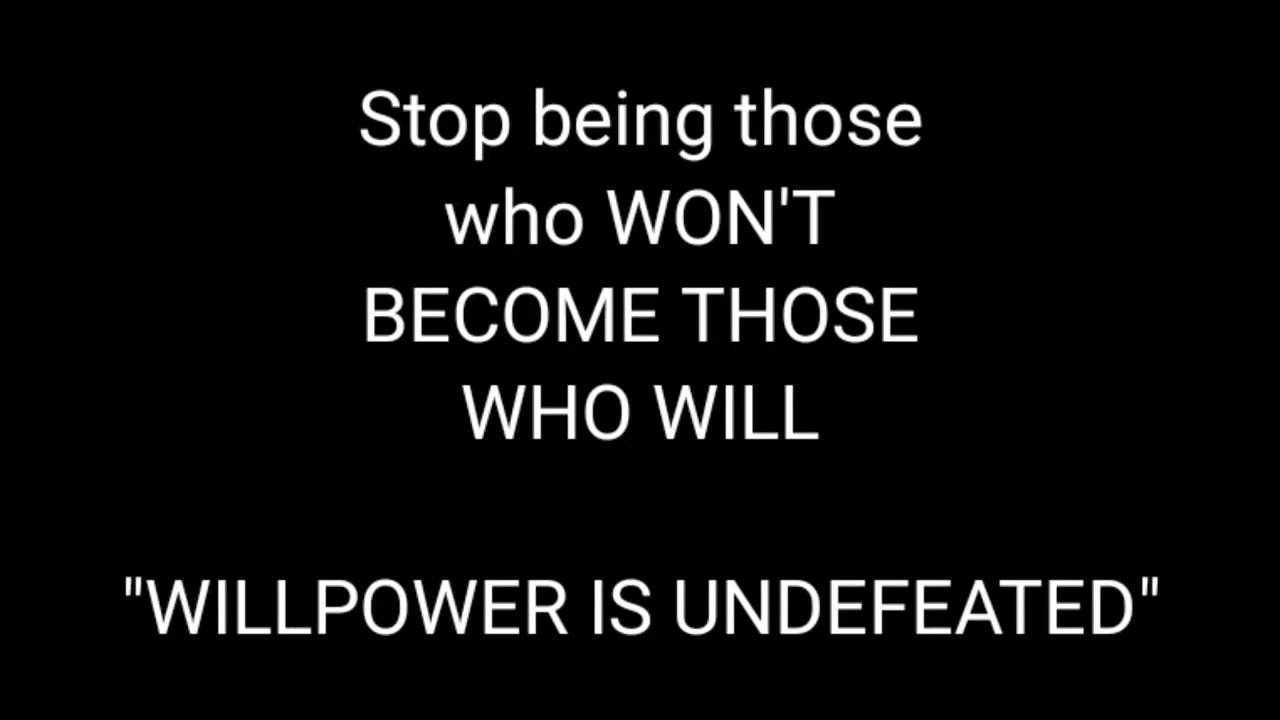 Stop being those
who WON'T
BECOME THOSE
WHO WILL
"WILLPOWER IS UNDEFEATED"